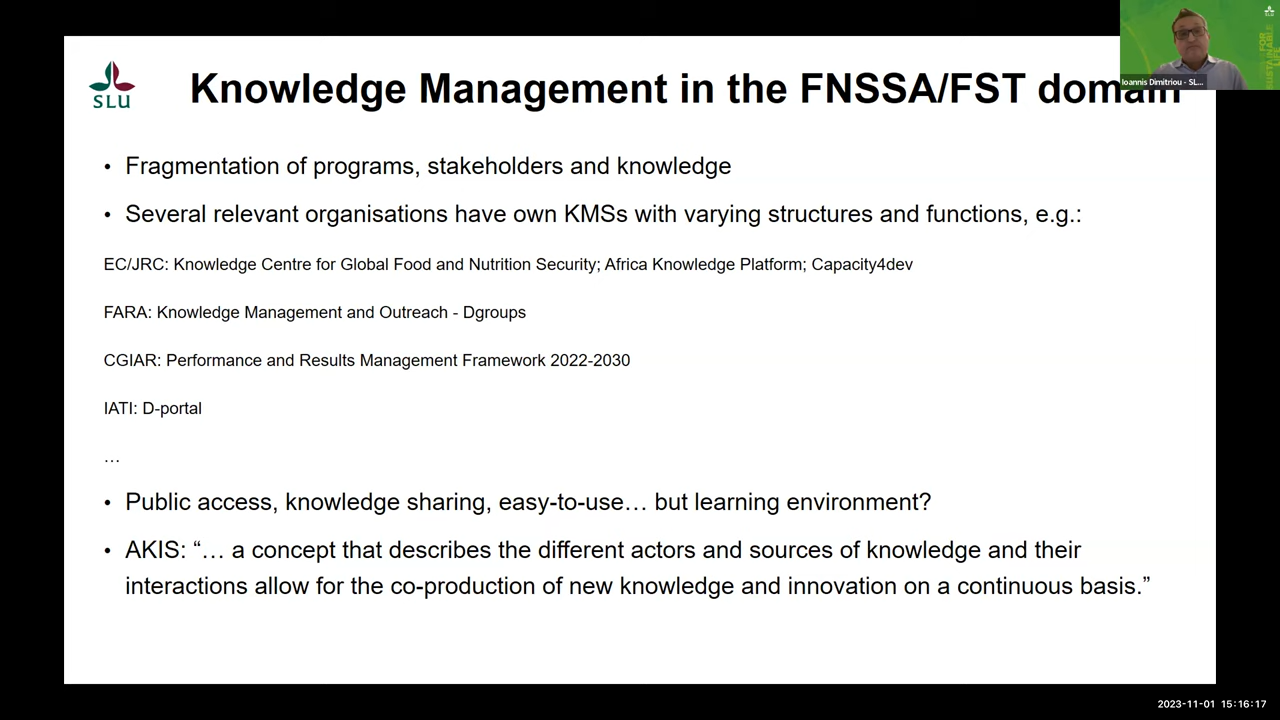 SLU
Knowledge Management in the FNSSA/FST domain
SLU
FOR
SUSTAINABLE
LIFE
Ioannis Dimitriou - SL...
• Fragmentation of programs, stakeholders and knowledge
• Several relevant organisations have own KMSs with varying structures and functions, e.g.:
EC/JRC: Knowledge Centre for Global Food and Nutrition Security; Africa Knowledge Platform; Capacity4dev
FARA: Knowledge Management and Outreach - Dgroups
CGIAR: Performance and Results Management Framework 2022-2030
IATI: D-portal
…
• Public access, knowledge sharing, easy-to-use… but learning environment?
• AKIS: “… a concept that describes the different actors and sources of knowledge and their
interactions allow for the co-production of new knowledge and innovation on a continuous basis.”
2023-11-01 15:16:17